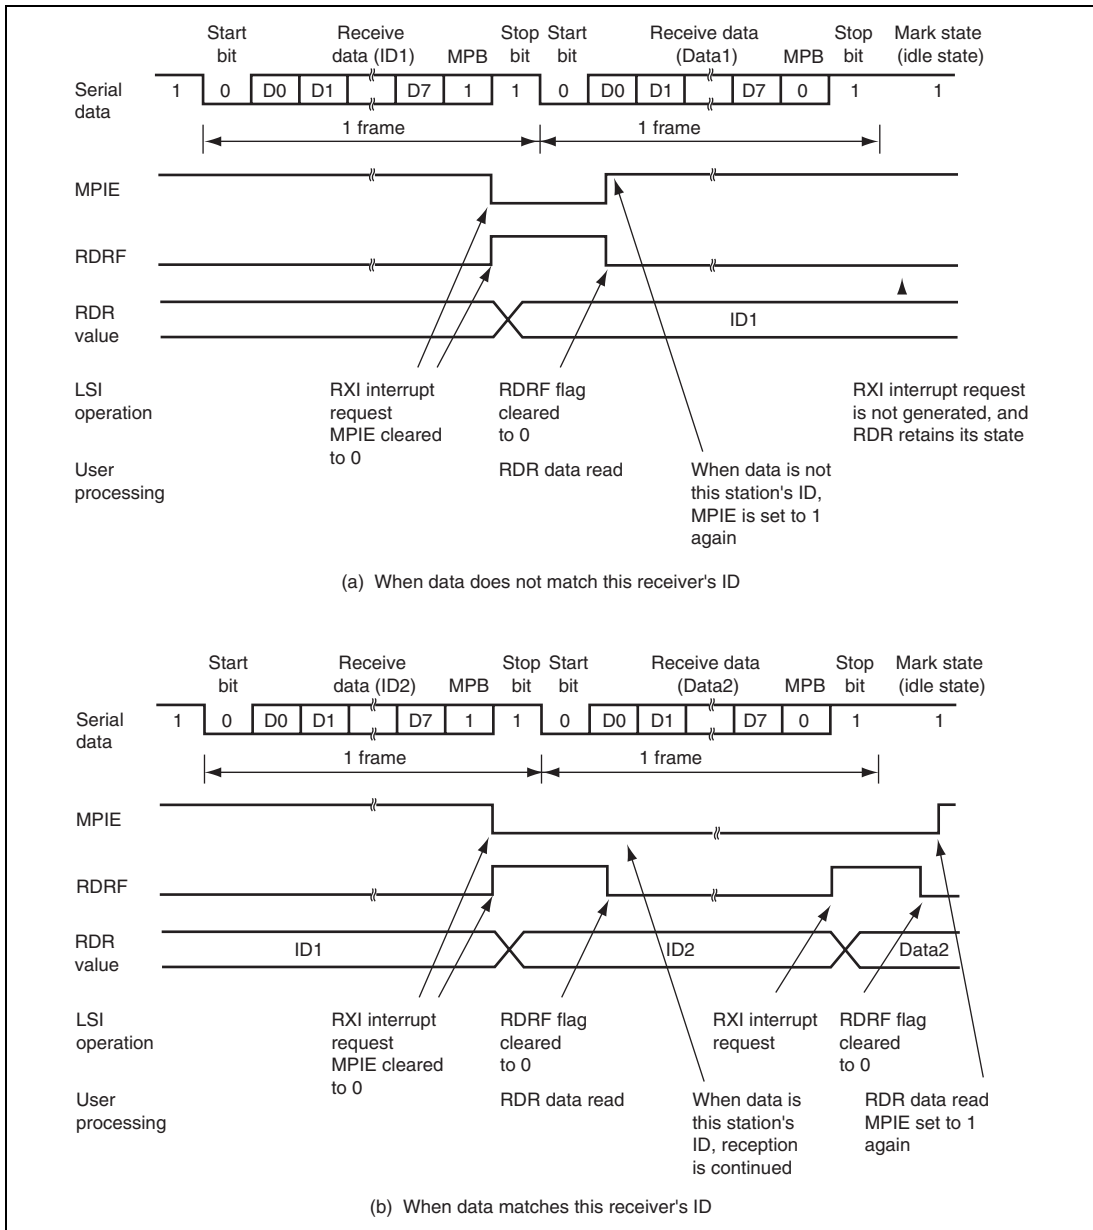 Start bit
Receive data (ID1)
MPB
Stop bit
Start bit
Receive data (Data1)
MPB
Stop bit
Mark state (idle state)
Serial data
1 0 D0 D1 D7 1 1 0 D0 D1 D7 0 1 1
1 frame
1 frame
MPIE
RDRF
RDR value
ID1
LSI operation
RXI interrupt request MPIE cleared to 0
RDRF flag cleared to 0
RXI interrupt request is not generated, and RDR retains its state
User processing
RDR data read
When data is not this station's ID, MPIE is set to 1 again
(a) When data does not match this receiver's ID
Start bit
Receive data (ID2)
MPB
Stop bit
Start bit
Receive data (Data2)
MPB
Stop bit
Mark state (idle state)
Serial data
1 0 D0 D1 D7 1 1 0 D0 D1 D7 0 1 1
1 frame
1 frame
MPIE
RDRF
RDR value
ID1
ID2
Data2
LSI operation
RXI interrupt request MPIE cleared to 0
RDRF flag cleared to 0
RXI interrupt request
RDRF flag cleared to 0
User processing
RDR data read
When data is this station's ID, reception is continued
RDR data read MPIE set to 1 again
(b) When data matches this receiver's ID